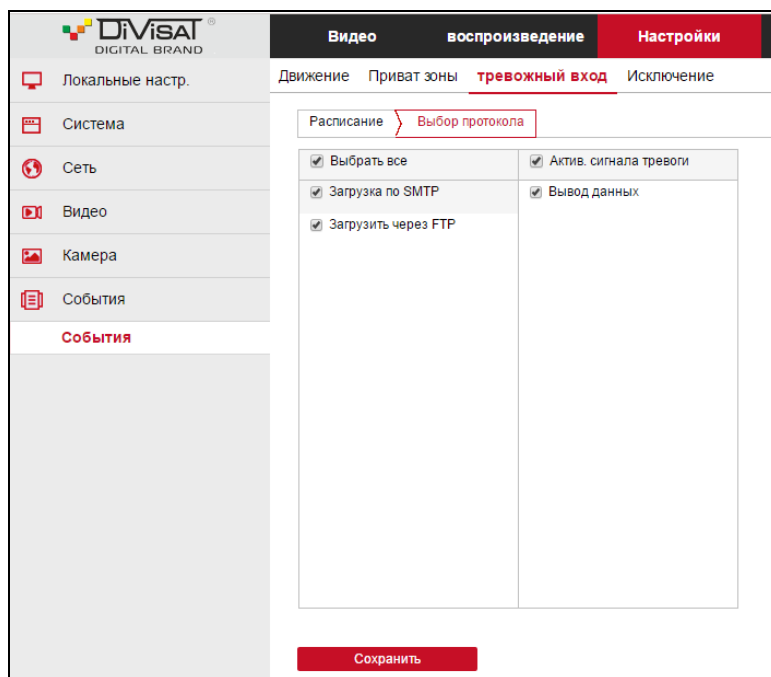 DiViSAT ®
DIGITAL BRAND
Видео воспроизведение Настройки
Локальные настр.
Система
Сеть
Видео
Камера
События
События
Движение Приват зоны тревожный вход Исключение
Расписание Выбор протокола
Выбрать все Актив. сигнала тревоги
Загрузка по SMTP Вывод данных
Загрузить через FTP
Сохранить